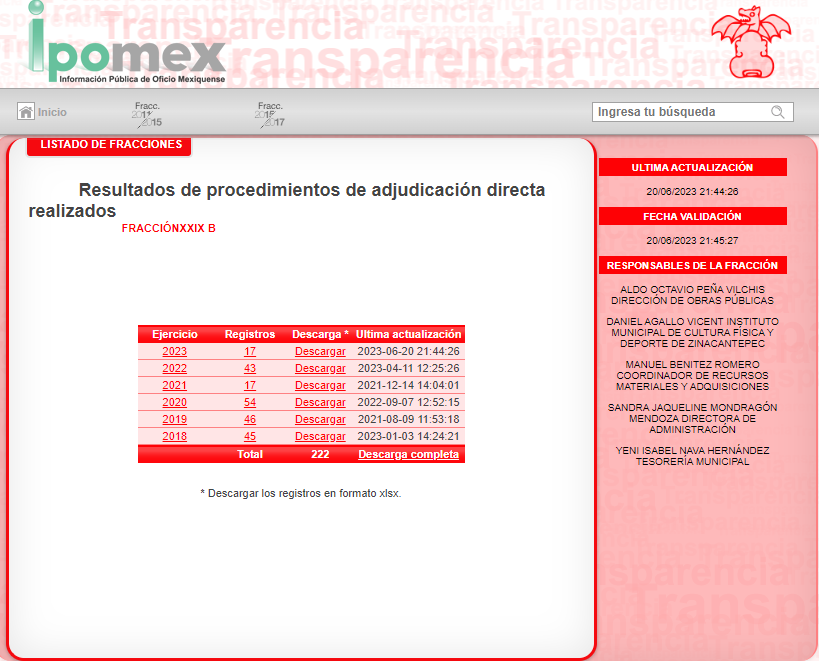 ipomex
Información Pública de Oficio Mexiquense
Transparencia
Inicio
Fracc.
2015
Fracc.
2017
Ingresa tu búsqueda
LISTADO DE FRACCIONES
Resultados de procedimientos de adjudicación directa
realizados
FRACCIÓNXXIX B
Ejercicio Registros Descarga * Ultima actualización
2023 17 Descargar 2023-06-20 21:44:26
2022 43 Descargar 2023-04-11 12:25:26
2021 17 Descargar 2021-12-14 14:04:01
2020 54 Descargar 2022-09-07 12:52:15
2019 46 Descargar 2021-08-09 11:53:18
2018 45 Descargar 2023-01-03 14:24:21
Total 222 Descarga completa
* Descargar los registros en formato xlsx.
ULTIMA ACTUALIZACIÓN
20/06/2023 21:44:26
FECHA VALIDACIÓN
20/06/2023 21:45:27
RESPONSABLES DE LA FRACCIÓN
ALDO OCTAVIO PEÑA VILCHIS
DIRECCIÓN DE OBRAS PÚBLICAS
DANIEL AGALLO VICENT INSTITUTO
MUNICIPAL DE CULTURA FÍSICA Y
DEPORTE DE ZINACANTEPEC
MANUEL BENITEZ ROMERO
COORDINADOR DE RECURSOS
MATERIALES Y ADQUISICIONES
SANDRA JAQUELINE MONDRAGÓN
MENDOZA DIRECTORA DE
ADMINISTRACIÓN
YENI ISABEL NAVA HERNÁNDEZ
TESORERÍA MUNICIPAL